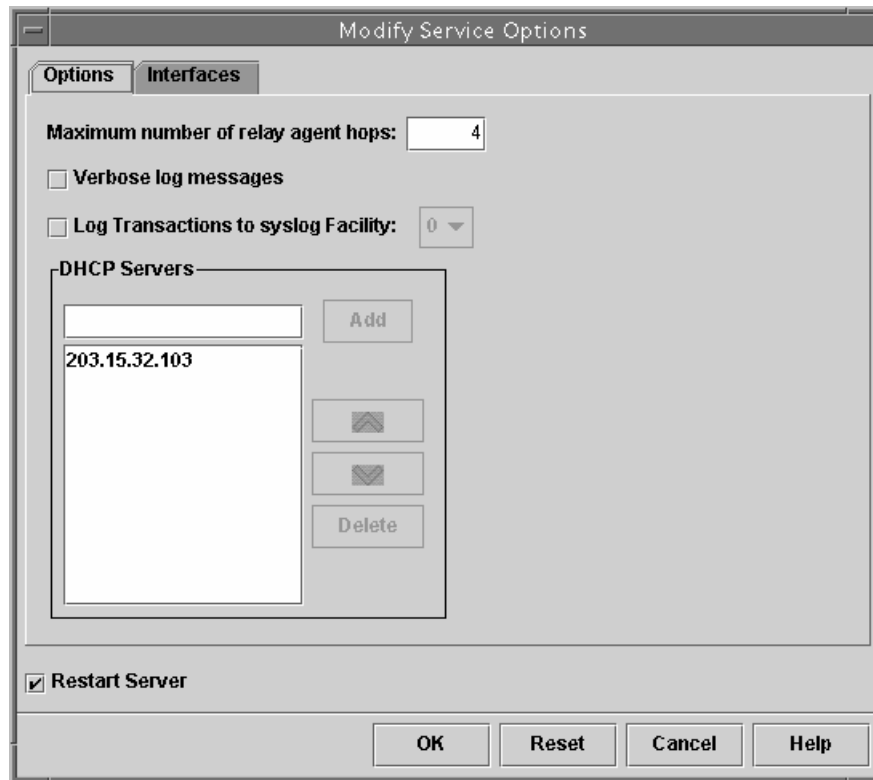 Modify Service Options
Options Interfaces
Maximum number of relay agent hops: 4
Verbose log messages
Log Transactions to syslog Facility: 0
DHCP Servers
Add
203.15.32.103
Delete
Restart Server
OK Reset Cancel Help